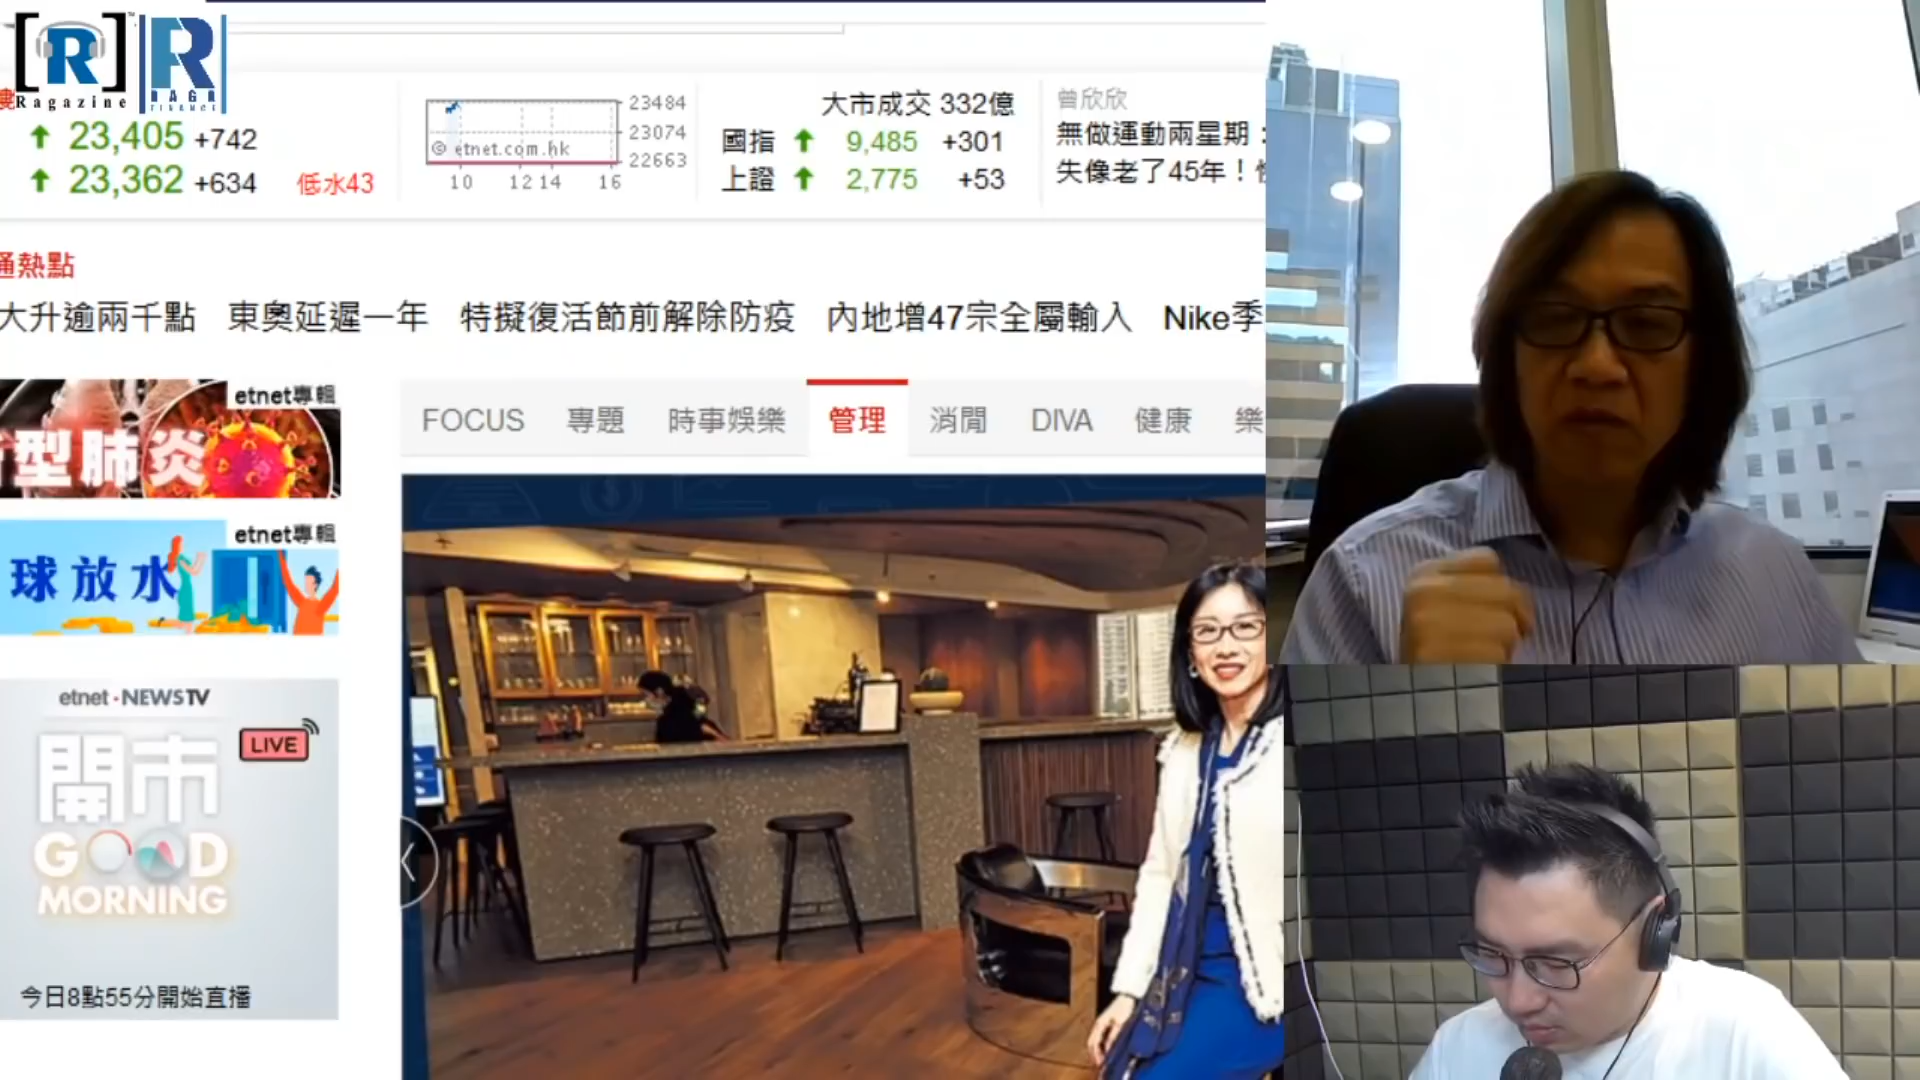 [R] R
Ragazine RAGA FINANCE
23,405 +742
23,362 +634 低水43
23484
23074
22663
© etnet.com.hk
10 12 14 16
大市成交 332億
國指 9,485 +301
上證 2,775 +53
曾欣欣
無做運動兩星期：
失像老了45年！
通熱點
大升逾兩千點 東奧延遲一年 特擬復活節前解除防疫 內地增47宗全屬輸入 Nike季
etnet專輯
型肺炎
etnet專輯
球放水
etnet·NEWSTV
LIVE
開市
GOOD
MORNING
今日8點55分開始直播
FOCUS 專題 時事娛樂 管理 消閒 DIVA 健康 樂